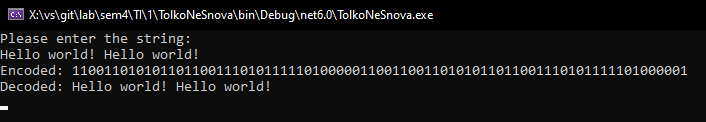 X:\vs\git\lab\sem4\TI\1\TolkoNeSnova\bin\Debug\net6.0\TolkoNeSnova.exe
Please enter the string:
Hello world! Hello world!
Encoded: 11001101010110110011101011111010000011001100110101011011001110101111101000001
Decoded: Hello world! Hello world!